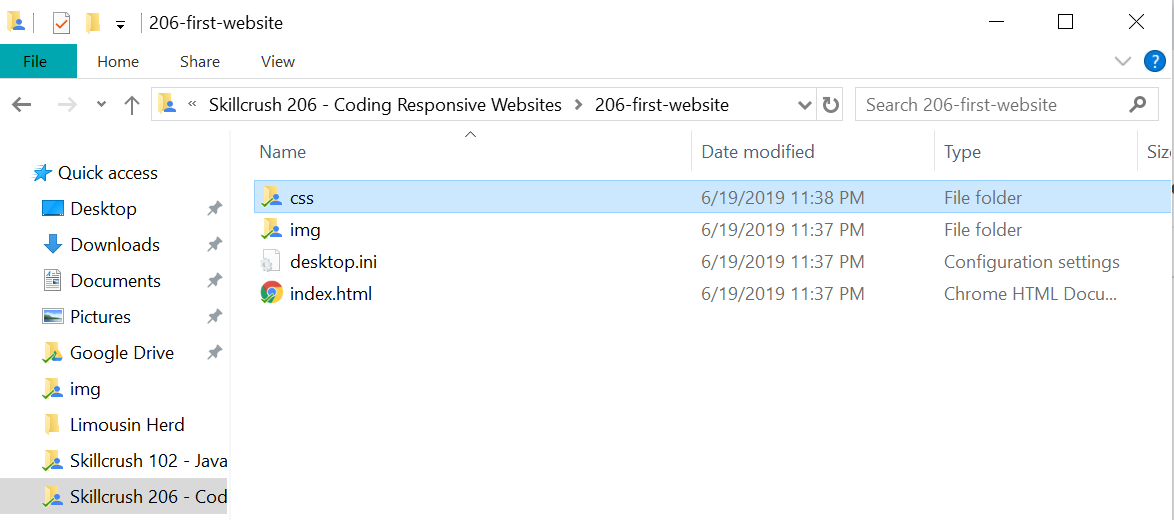 206-first-website
File Home Share View
« Skillcrush 206 - Coding Responsive Websites > 206-first-website Search 206-first-website
Name Date modified Type Siz
Quick access
Desktop
Downloads
Documents
Pictures
Google Drive
img
Limousin Herd
Skillcrush 102 - Java
Skillcrush 206 - Cod
css 6/19/2019 11:38 PM File folder
img 6/19/2019 11:37 PM File folder
desktop.ini 6/19/2019 11:37 PM Configuration settings
index.html 6/19/2019 11:37 PM Chrome HTML Docu...